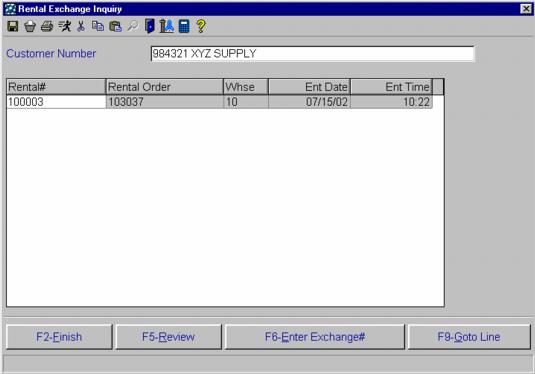 Rental Exchange Inquiry
Customer Number 984321 XYZ SUPPLY
Rental# Rental Order Whse Ent Date Ent Time
100003 103037 10 07/15/02 10:22
F2-Finish F5-Review F6-Enter Exchange# F9-Goto Line